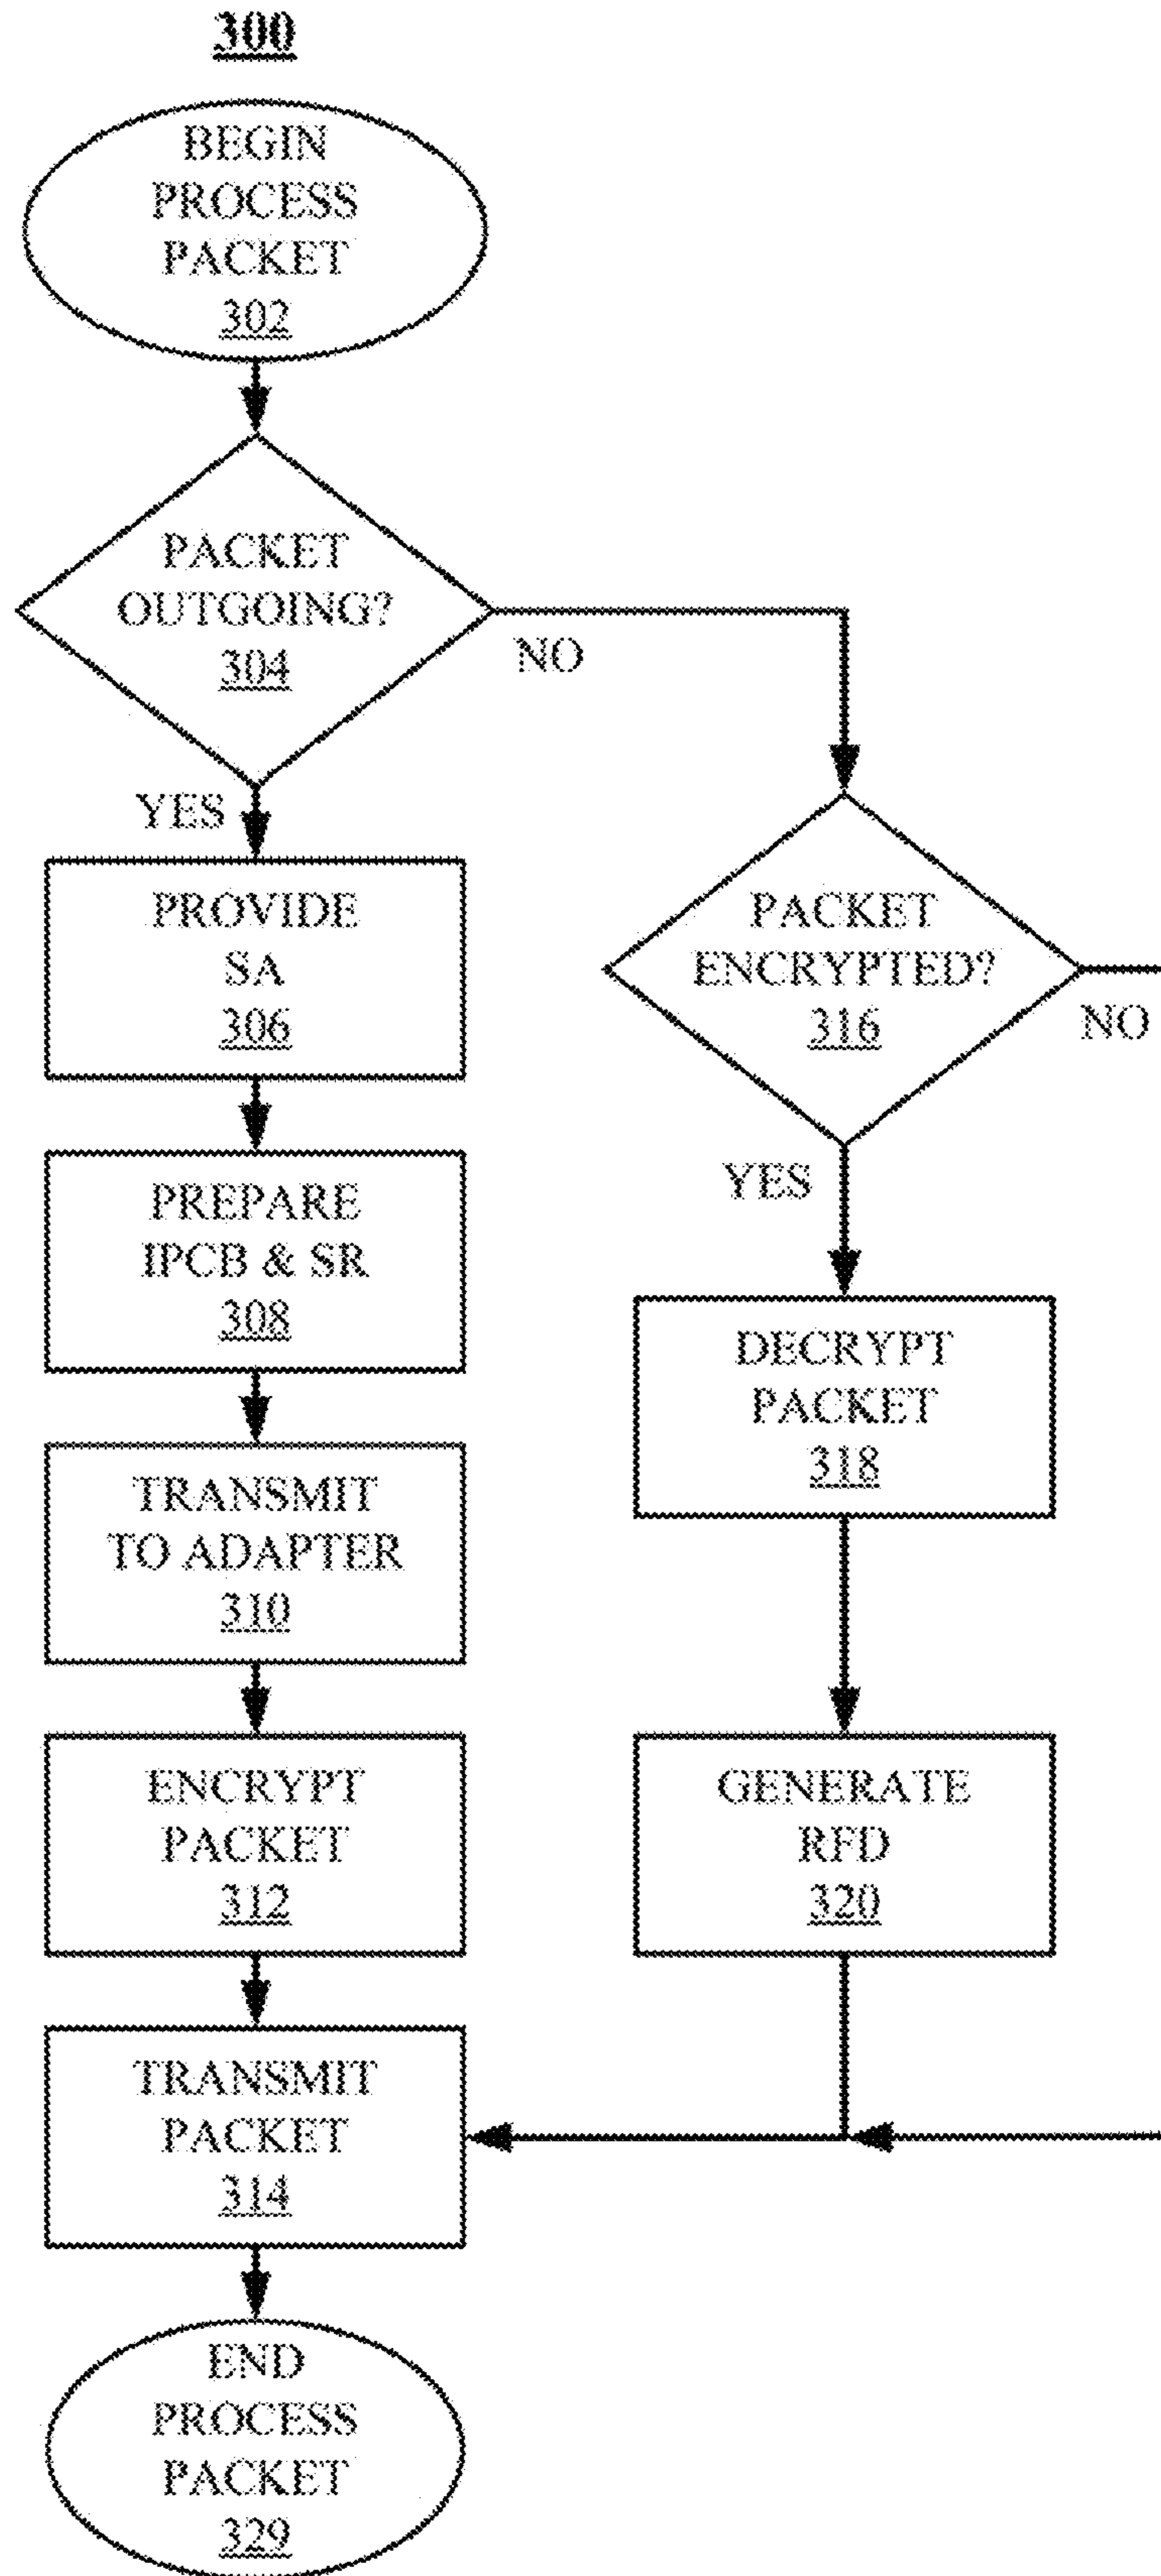 300
BEGIN
PROCESS
PACKET
302
PACKET
OUTGOING?
304
NO
YES
PROVIDE
SA
306
PACKET
ENCRYPTED?
316
NO
YES
PREPARE
IPCB & SR
308
DECRYPT
PACKET
318
TRANSMIT
TO ADAPTER
310
ENCRYPT
PACKET
312
GENERATE
RFD
320
TRANSMIT
PACKET
314
END
PROCESS
PACKET
329